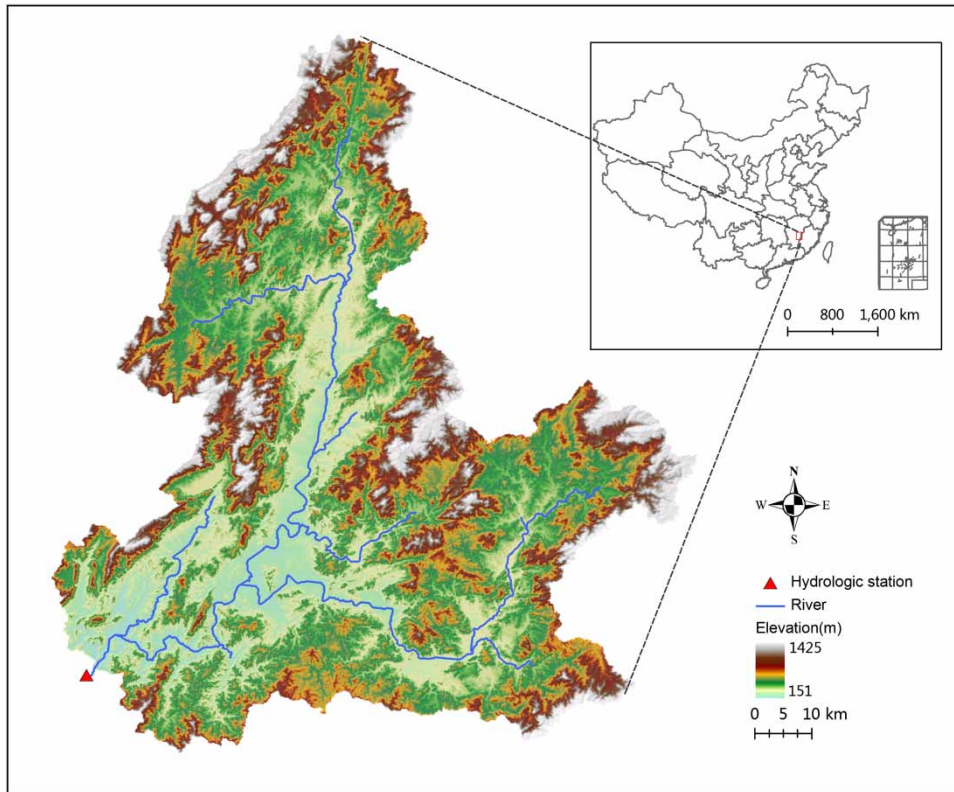 0 800 1,600 km
N
W E
S
Hydrologic station
River
Elevation(m)
1425
151
0 5 10 km